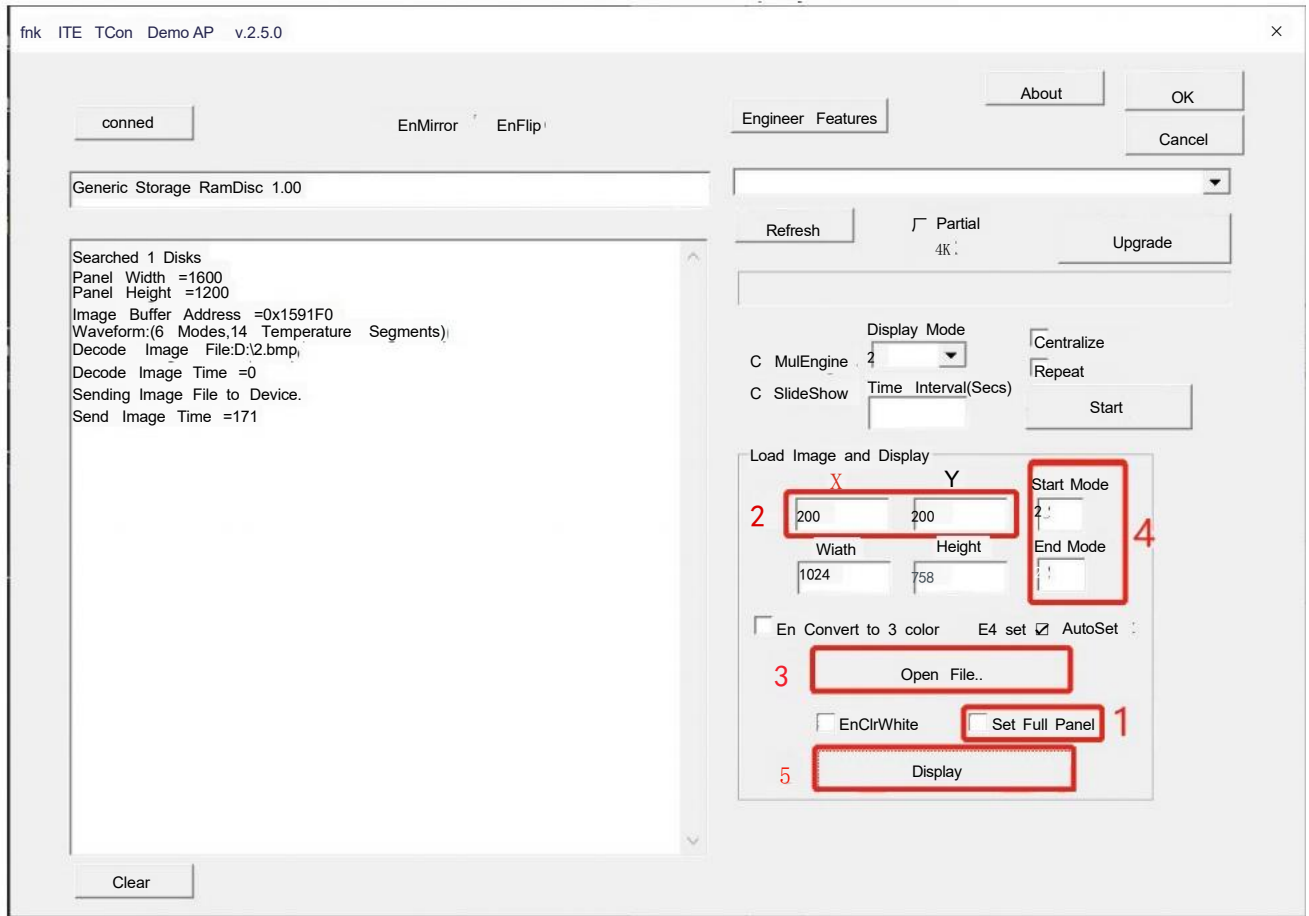 fnk ITE TCon Demo AP v.2.5.0
About
OK
conned
EnMirror EnFlip
Engineer Features
Cancel
Generic Storage RamDisc 1.00
Refresh
Partial
4K
Upgrade
Searched 1 Disks
Panel Width =1600
Panel Height =1200
Image Buffer Address =0x1591F0
Waveform:(6 Modes,14 Temperature Segments)
Decode Image File:D:\2.bmp
Decode Image Time =0
Sending Image File to Device.
Send Image Time =171
Display Mode
C MulEngine
2
Centralize
Repeat
C SlideShow
Time Interval(Secs)
Start
Load Image and Display
X Y
Start Mode
2 200 200
2
4
Wiath Height
End Mode
1024 758
En Convert to 3 color E4 set AutoSet
3 Open File..
EnClrWhite Set Full Panel 1
5 Display
Clear